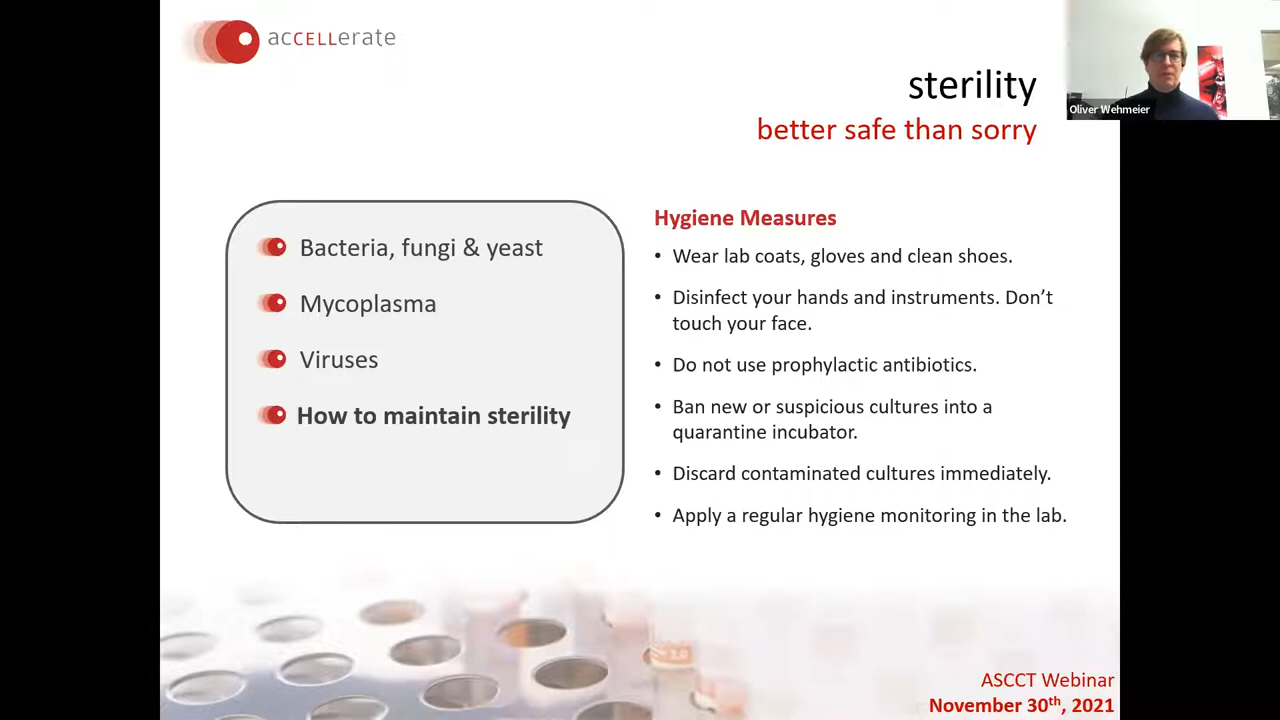 acCELLerate
sterility
better safe than sorry
Oliver Wehmeier
Bacteria, fungi & yeast
Mycoplasma
Viruses
How to maintain sterility
Hygiene Measures
• Wear lab coats, gloves and clean shoes.
• Disinfect your hands and instruments. Don’t
touch your face.
• Do not use prophylactic antibiotics.
• Ban new or suspicious cultures into a
quarantine incubator.
• Discard contaminated cultures immediately.
• Apply a regular hygiene monitoring in the lab.
2.0
ASCCT Webinar
November 30th, 2021